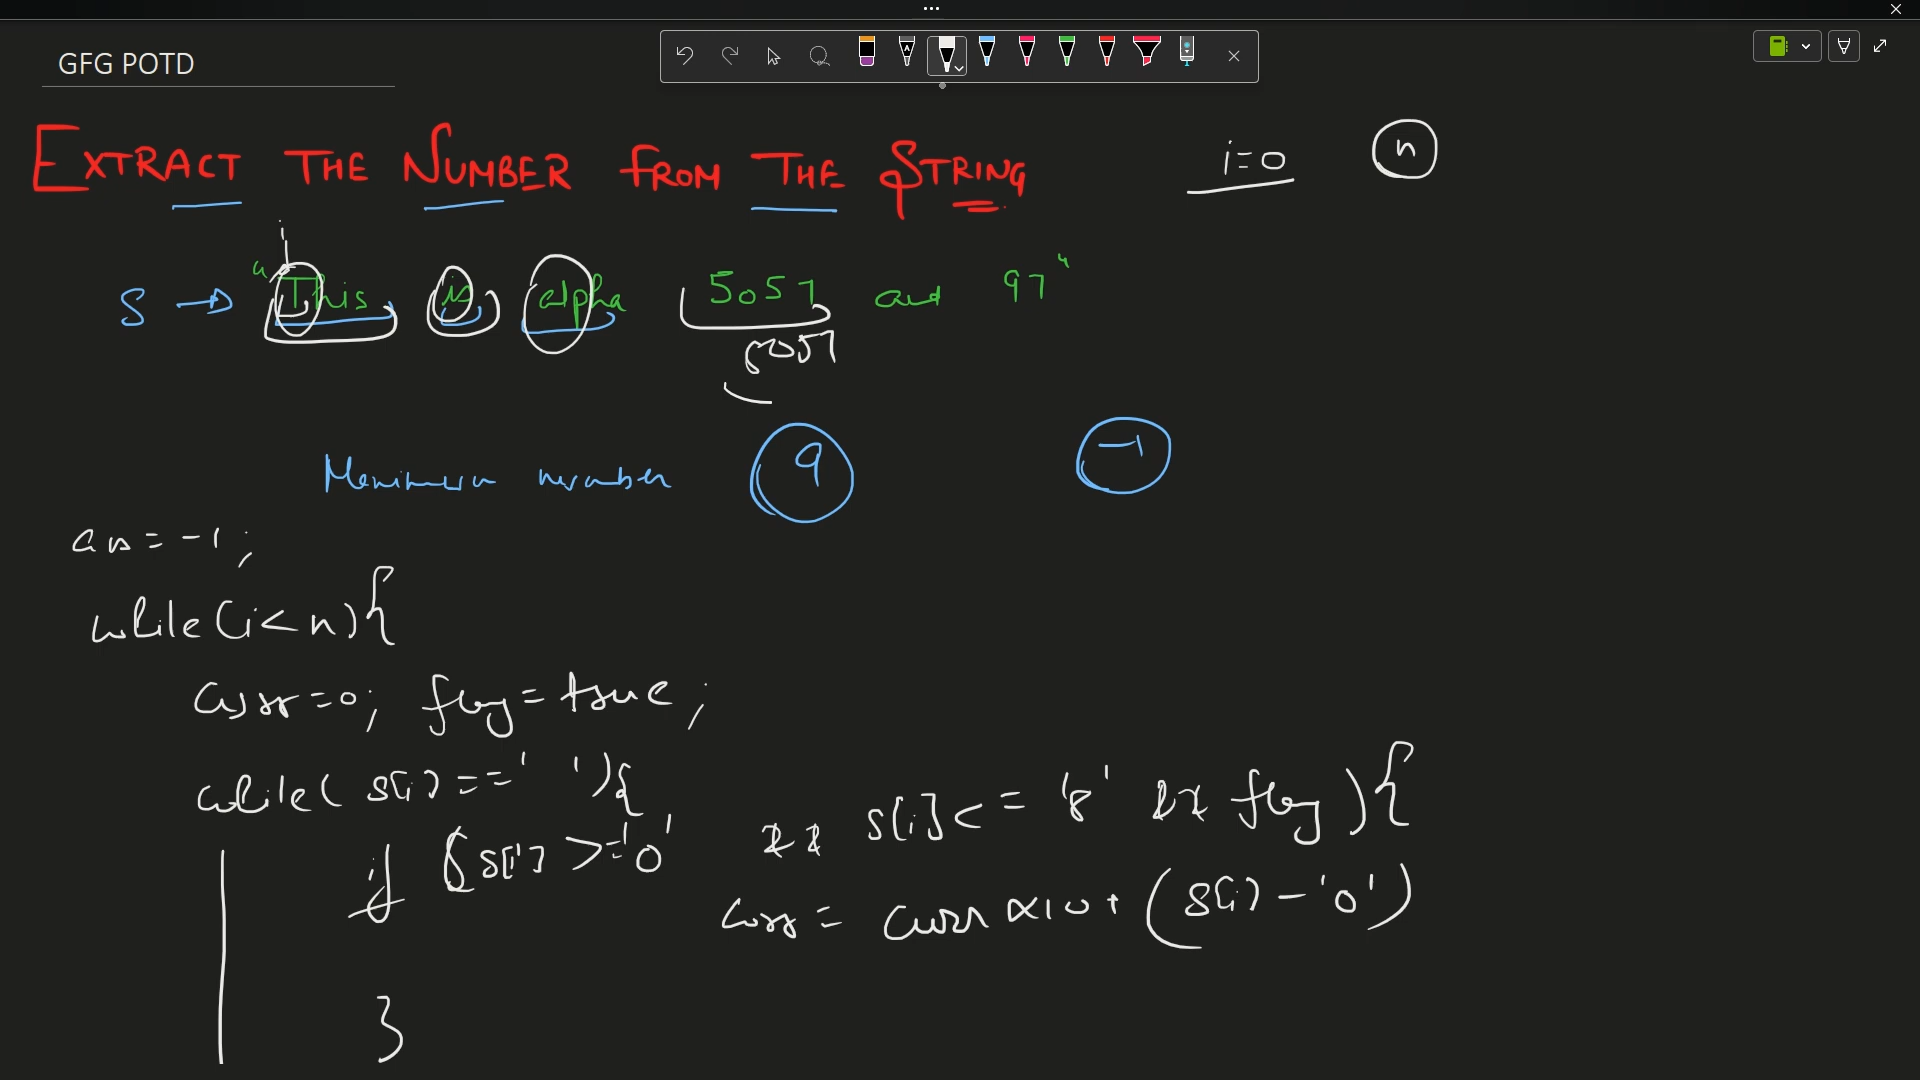 GFG POTD
EXTRACT THE NUMBER FROM THE STRING
i=0
n
i
S → "This is alpha 5057 and 97"
5057
Maximum number 9 -1
ans = -1;
while(i<n){
curr=0; flag=true;
while( s[i]==' '){
if (s[i] >='0' && s[i]<= '8' && flag){
curr = curr×10+(s[i]-'0')
}